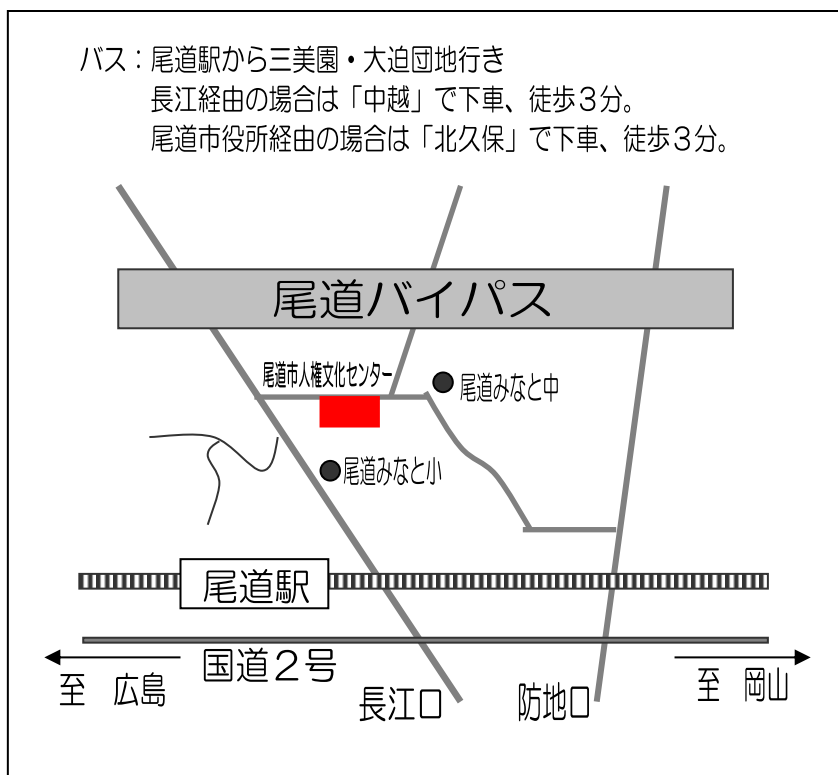 バス：尾道駅から三美園・大迫団地行き
長江経由の場合は「中越」で下車、徒歩３分。
尾道市役所経由の場合は「北久保」で下車、徒歩３分。
尾道バイパス
尾道市人権文化センター
尾道みなと中
尾道みなと小
尾道駅
国道２号
至　広島
長江口
防地口
至　岡山